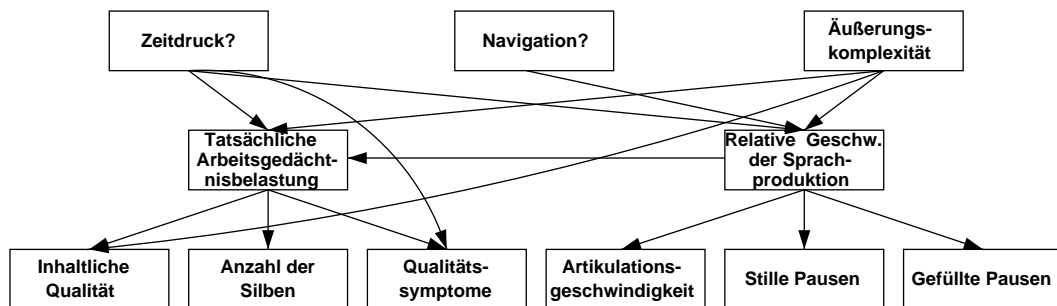 Zeitdruck?
Navigation?
Äußerungs-
komplexität
Tatsächliche
Arbeitsgedächt-
nisbelastung
Relative Geschw.
der Sprach-
produktion
Inhaltliche
Qualität
Anzahl der
Silben
Qualitäts-
symptome
Artikulations-
geschwindigkeit
Stille Pausen
Gefüllte Pausen